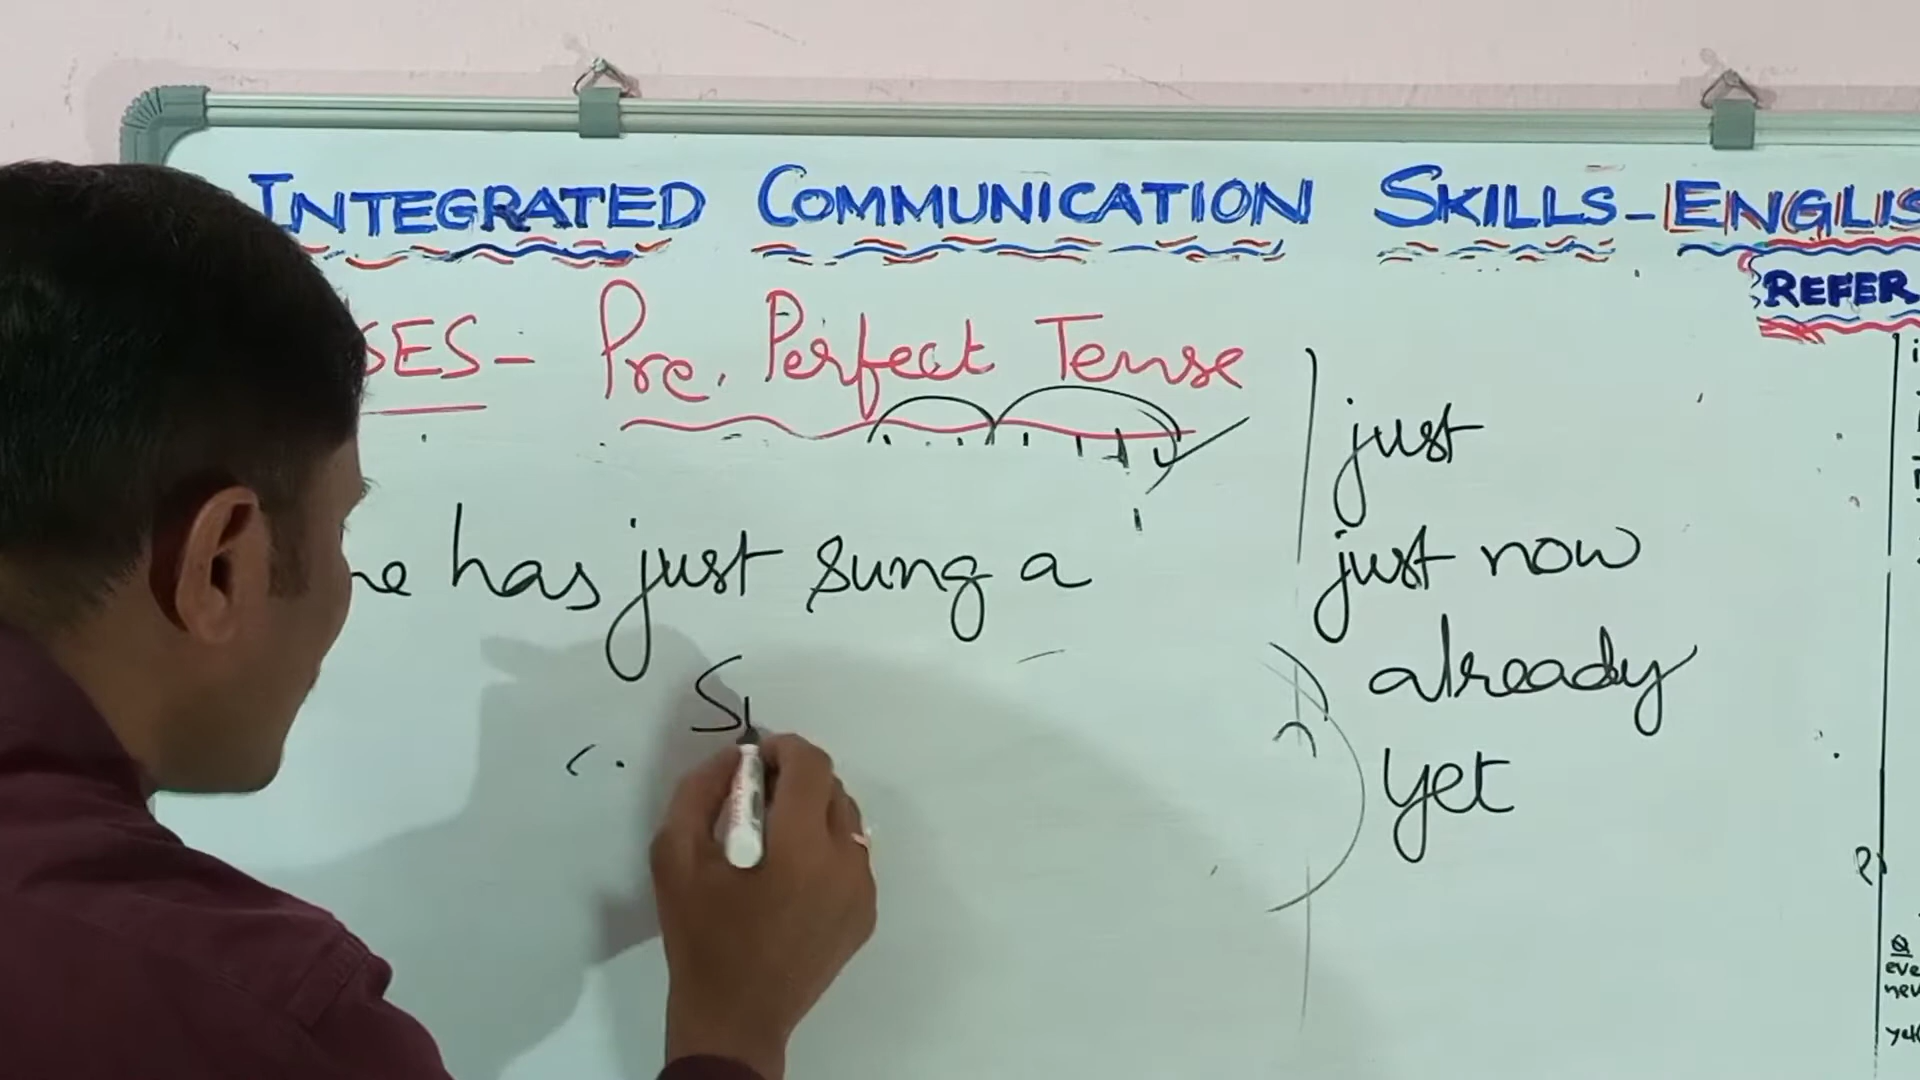 INTEGRATED COMMUNICATION SKILLS-ENGLIS
REFER
SES- Pre. Perfect Tense
he has just sung a
just
just now
already
yet